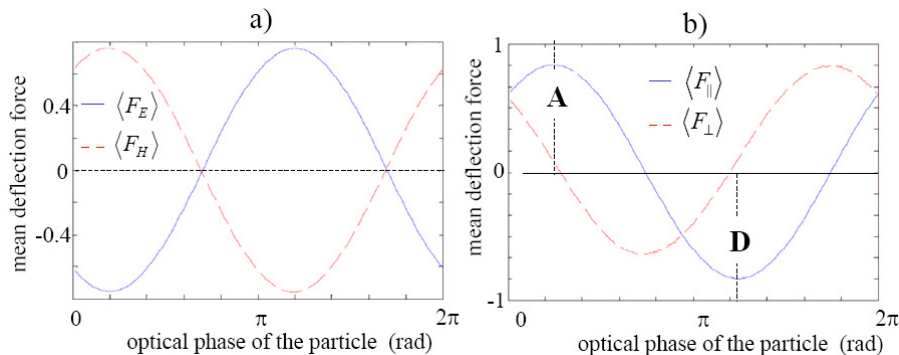 a)
mean deflection force
0.4
0
-0.4
⟨F_E⟩
⟨F_H⟩
0
π
2π
optical phase of the particle (rad)
b)
mean deflection force
1
0
-1
A
D
⟨F_∥⟩
⟨F_⊥⟩
0
π
2π
optical phase of the particle (rad)